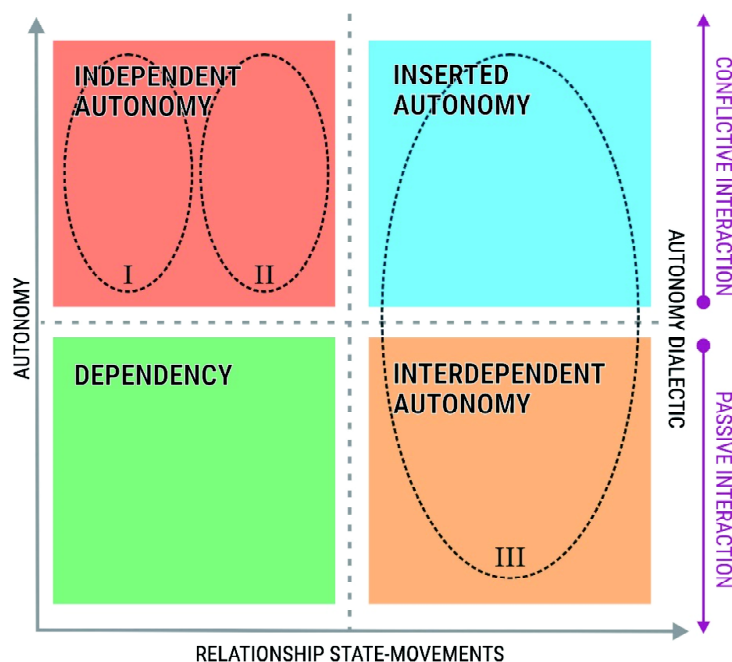 INDEPENDENT
AUTONOMY
INSERTED
AUTONOMY
I
II
DEPENDENCY
INTERDEPENDENT
AUTONOMY
III
AUTONOMY
RELATIONSHIP STATE-MOVEMENTS
AUTONOMY DIALECTIC
CONFLICTIVE INTERACTION
PASSIVE INTERACTION